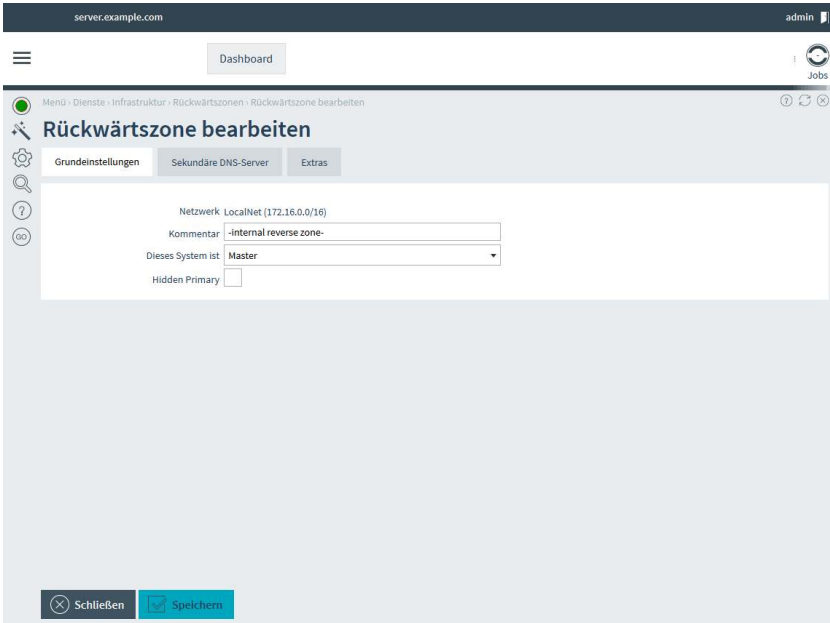 server.example.com
admin
Dashboard
Jobs
Menü › Dienste › Infrastruktur › Rückwärtszonen › Rückwärtszone bearbeiten
Rückwärtszone bearbeiten
Grundeinstellungen
Sekundäre DNS-Server
Extras
Netzwerk LocalNet (172.16.0.0/16)
Kommentar -internal reverse zone-
Dieses System ist Master
Hidden Primary
GO
Schließen
Speichern